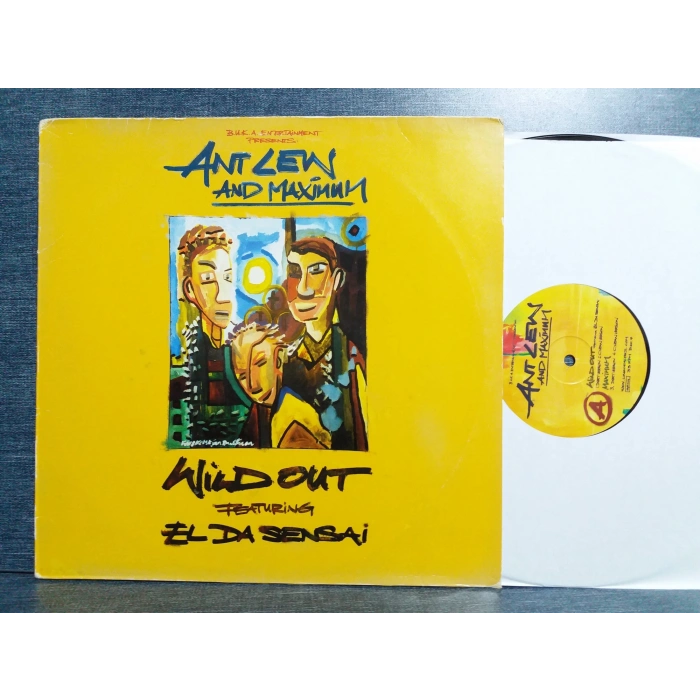 B.U.K.A. ENTERTAINMENT
PRESENTS
ANT LEW
AND MAXIMUM
WILD OUT
FEATURING
EL DA SENSAI
ANT LEW
AND MAXIMUM
A
WILD OUT
MAXIMUM